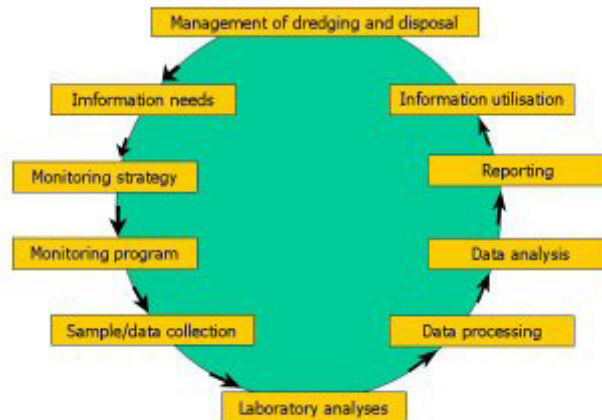 Management of dredging and disposal
Imformation needs
Information utilisation
Monitoring strategy
Reporting
Monitoring program
Data analysis
Sample/data collection
Data processing
Laboratory analyses